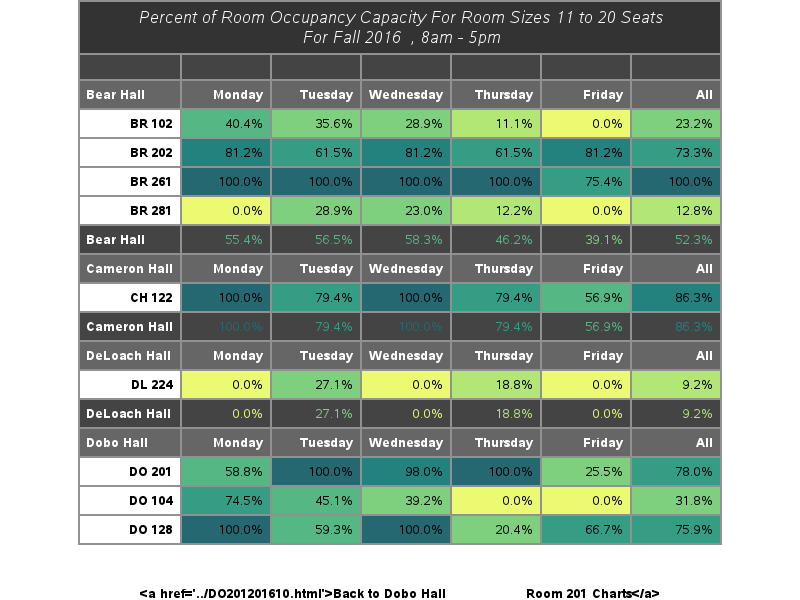 Percent of Room Occupancy Capacity For Room Sizes 11 to 20 Seats
For Fall 2016 , 8am - 5pm
Bear Hall Monday Tuesday Wednesday Thursday Friday All
BR 102 40.4% 35.6% 28.9% 11.1% 0.0% 23.2%
BR 202 81.2% 61.5% 81.2% 61.5% 81.2% 73.3%
BR 261 100.0% 100.0% 100.0% 100.0% 75.4% 100.0%
BR 281 0.0% 28.9% 23.0% 12.2% 0.0% 12.8%
Bear Hall 55.4% 56.5% 58.3% 46.2% 39.1% 52.3%
Cameron Hall Monday Tuesday Wednesday Thursday Friday All
CH 122 100.0% 79.4% 100.0% 79.4% 56.9% 86.3%
Cameron Hall 100.0% 79.4% 100.0% 79.4% 56.9% 86.3%
DeLoach Hall Monday Tuesday Wednesday Thursday Friday All
DL 224 0.0% 27.1% 0.0% 18.8% 0.0% 9.2%
DeLoach Hall 0.0% 27.1% 0.0% 18.8% 0.0% 9.2%
Dobo Hall Monday Tuesday Wednesday Thursday Friday All
DO 201 58.8% 100.0% 98.0% 100.0% 25.5% 78.0%
DO 104 74.5% 45.1% 39.2% 0.0% 0.0% 31.8%
DO 128 100.0% 59.3% 100.0% 20.4% 66.7% 75.9%
<a href='../DO201201610.html'>Back to Dobo Hall Room 201 Charts</a>